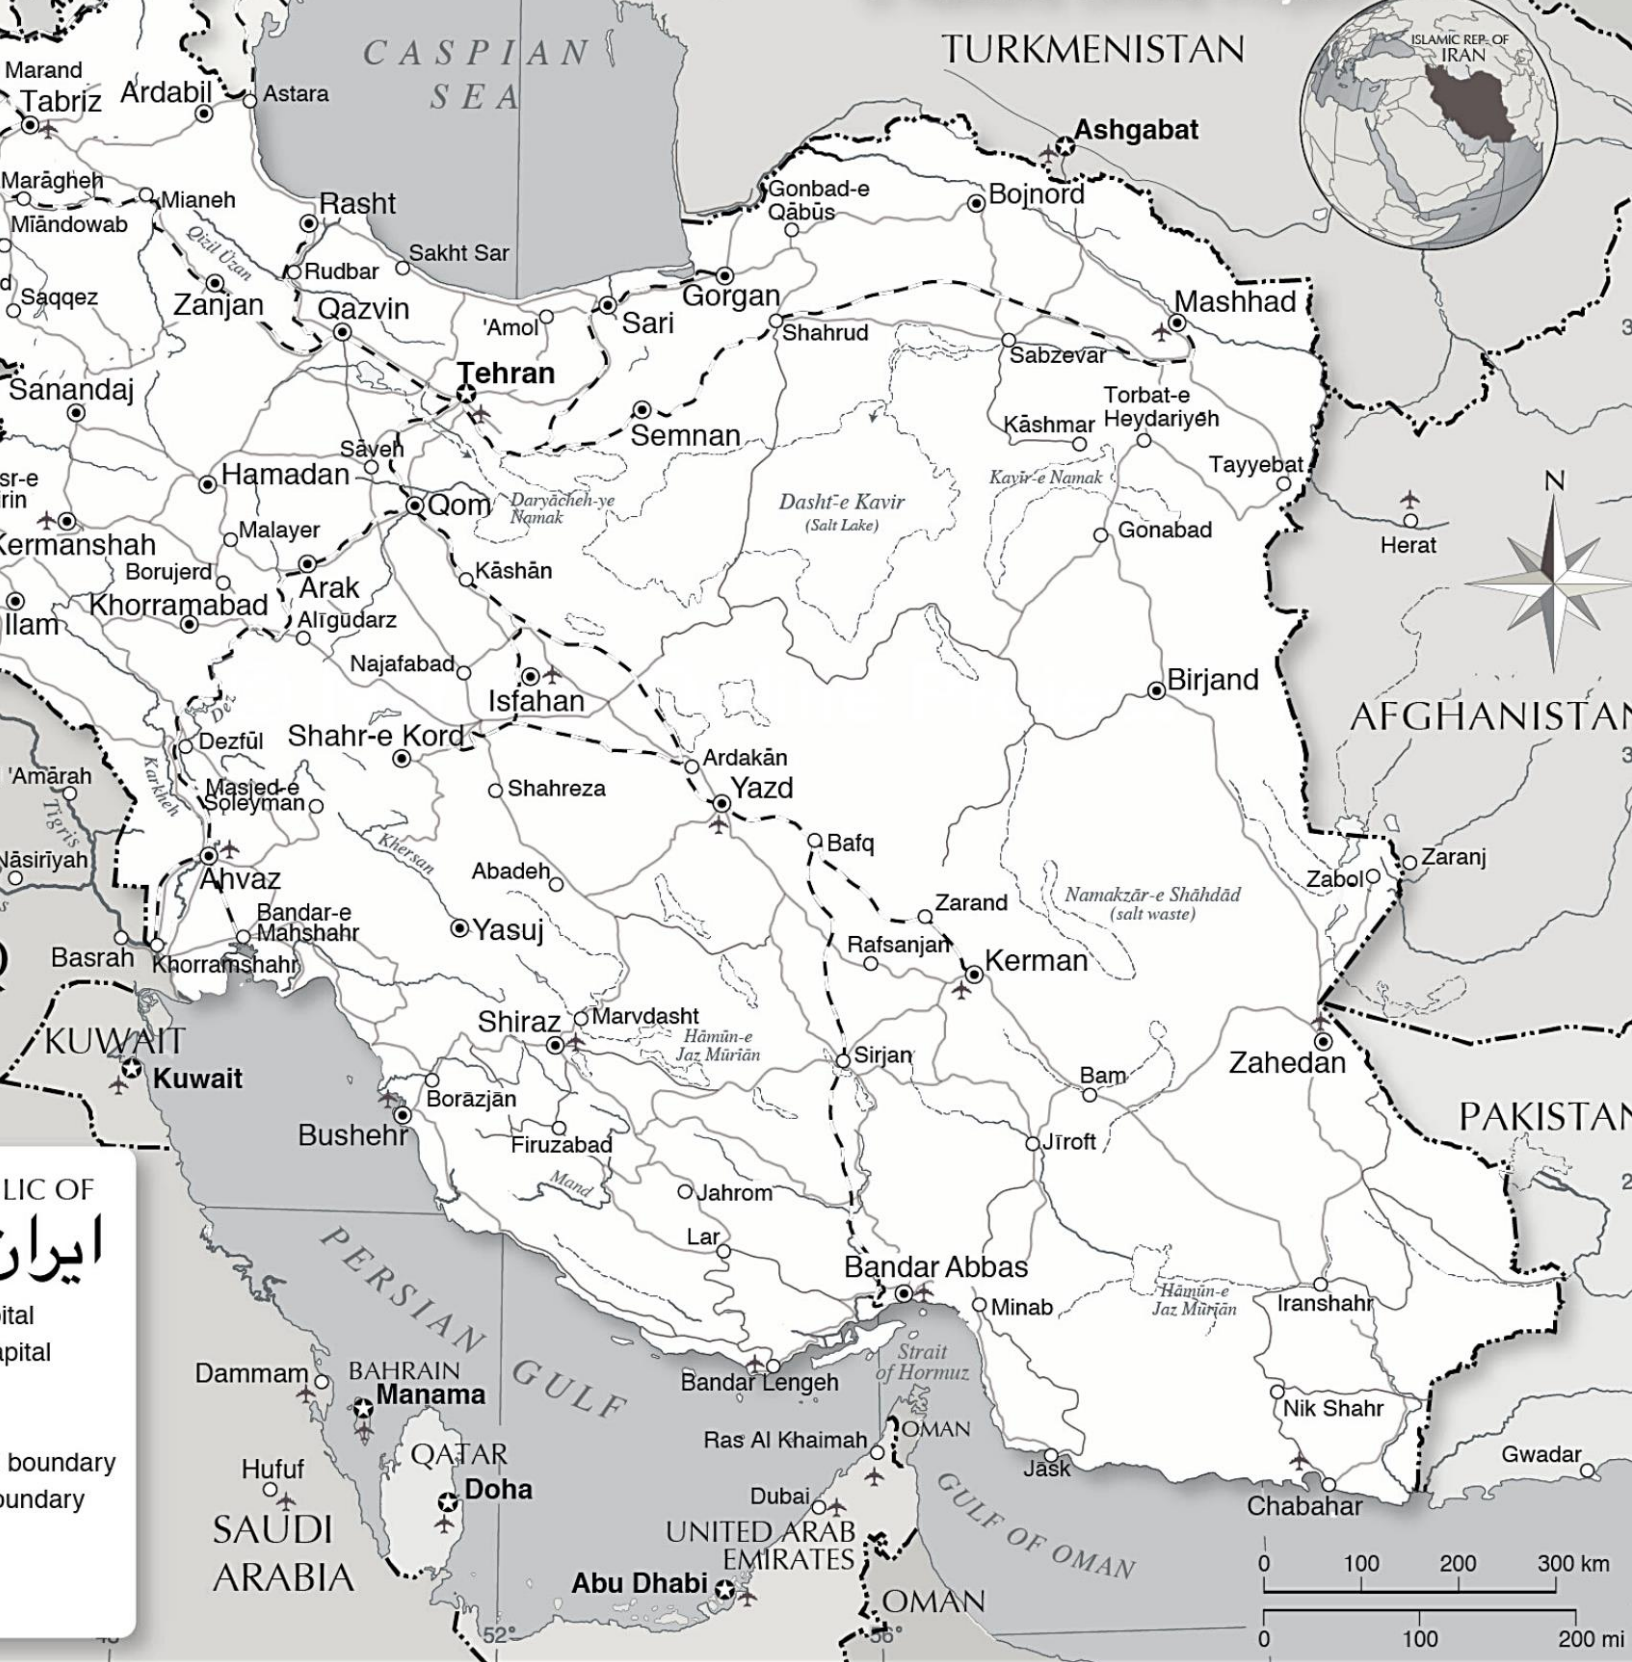 CASPIAN
SEA
TURKMENISTAN
ISLAMIC REP. OF
IRAN
Marand
Tabriz
Ardabil
Astara
Ashgabat
Marāgheh
Mianeh
Rasht
Gonbad-e
Qābūs
Bojnord
Mīāndowab
Qizil Üzan
Rudbar
Sakht Sar
Saqqez
Zanjan
Qazvin
'Amol
Sari
Gorgan
Shahrud
Mashhad
Sabzevar
Tehran
Sanandaj
Semnan
Torbat-e
Heydariyeh
Kāshmar
Sāveh
Hamadan
Tayyebat
Kavīr-e Namak
N
Qom
Daryācheh-ye
Namak
Dasht-e Kavir
(Salt Lake)
sr-e
irin
Malayer
Gonabad
Herat
Kermanshah
Borujerd
Arak
Kāshān
Khorramabad
Ilam
Alīgūdarz
Najafabad
Isfahan
Birjand
AFGHANISTAN
Dez
Dezfūl
Shahr-e Kord
Ardakān
Karkheh
'Amārah
Tigris
Masjed-e
Soleyman
Shahreza
Yazd
Bafq
Nāsirīyah
Khersan
Abadeh
Zaranj
Zabol
Ahvaz
Namakzār-e Shāhdād
(salt waste)
Zarand
Bandar-e
Mahshahr
Yasuj
Rafsanjan
Kerman
Basrah
Khorramshahr
Shiraz
Marvdasht
Hāmūn-e
Jaz Mūrīān
KUWAIT
Kuwait
Sirjan
Zahedan
Bam
Borāzjān
Bushehr
Firuzabad
Jīroft
PAKISTAN
Mand
Jahrom
LIC OF
ایران
Lar
PERSIAN GULF
Bandar Abbas
Minab
Hāmūn-e
Jaz Mūrīān
Iranshahr
ital
apital
Strait
of Hormuz
Dammam
BAHRAIN
Manama
Bandar Lengeh
Nik Shahr
Ras Al Khaimah
OMAN
boundary
oundary
QATAR
Doha
Hufuf
Jāsk
Gwadar
Dubai
GULF OF OMAN
Chabahar
SAUDI
ARABIA
UNITED ARAB
EMIRATES
Abu Dhabi
OMAN
0 100 200 300 km
0 100 200 mi
52°
56°